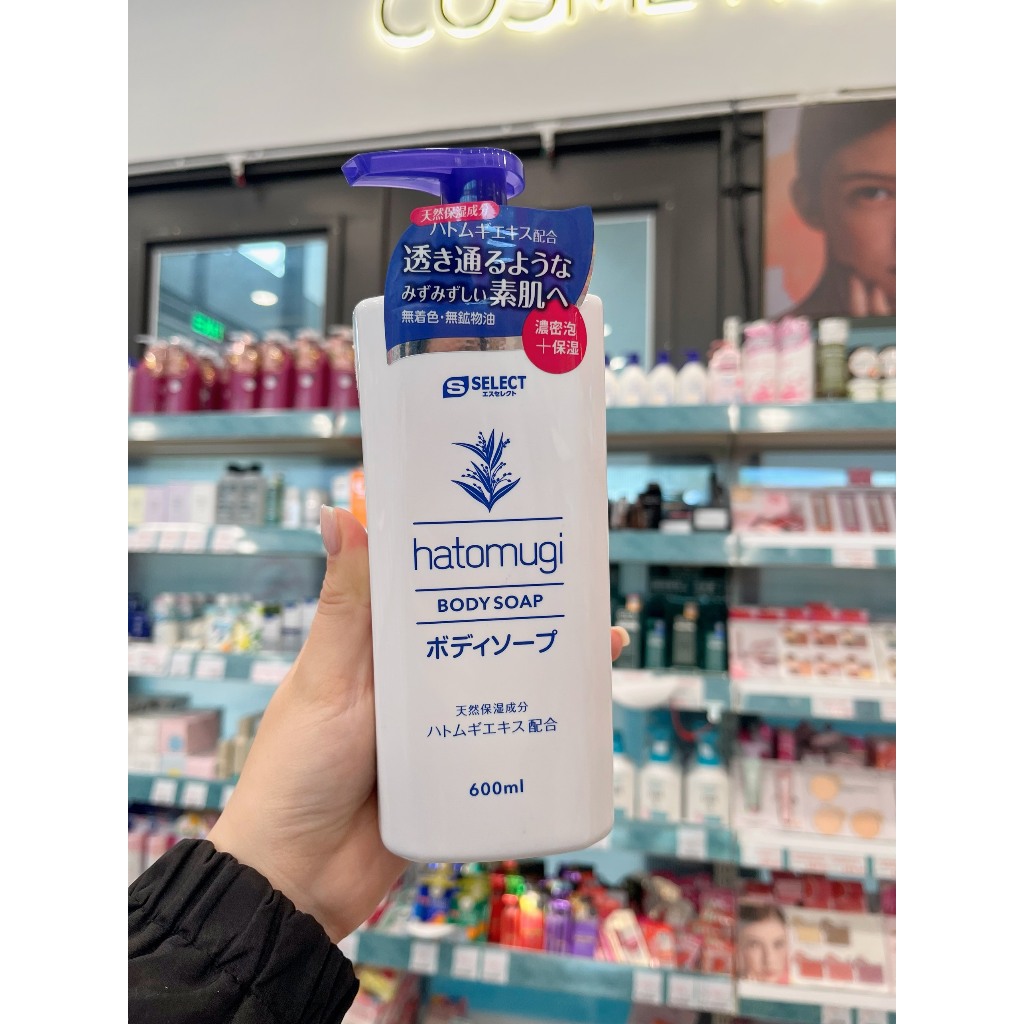 天然保湿成分
ハトムギエキス配合
透き通るような
みずみずしい素肌へ
無着色・無鉱物油
濃密泡
＋保湿
S SELECT
エスセレクト
hatomugi
BODY SOAP
ボディソープ
天然保湿成分
ハトムギエキス配合
600ml